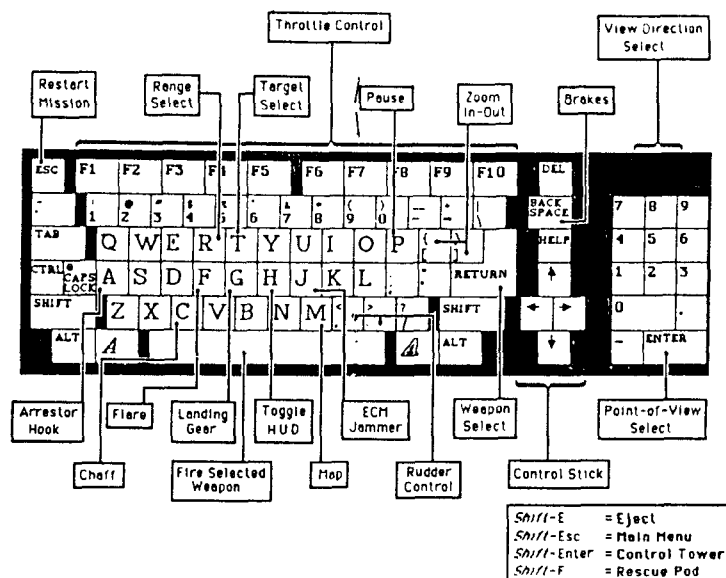 Throttle Control
View Direction
Select
Restart
Mission
Range
Select
Target
Select
Pause
Zoom
In-Out
Brakes
ESC F1 F2 F3 F4 F5 F6 F7 F8 F9 F10 DEL
! @ # $ % ^ & * ( )
1 2 3 4 5 6 7 8 9 0 - = \
BACK
SPACE
7 8 9
TAB Q W E R T Y U I O P { }
[ ]
HELP
4 5 6
CTRL CAPS
LOCK
A S D F G H J K L
RETURN
↑
1 2 3
SHIFT Z X C V B N M < > ?
, . /
SHIFT
← →
0 .
ALT A A ALT
↓
- ENTER
Arrestor
Hook
Flare
Landing
Gear
Toggle
HUD
ECM
Jammer
Weapon
Select
Point-of-View
Select
Chaff
Fire Selected
Weapon
Map
Rudder
Control
Control Stick
Shift-E = Eject
Shift-Esc = Main Menu
Shift-Enter = Control Tower
Shift-F = Rescue Pod